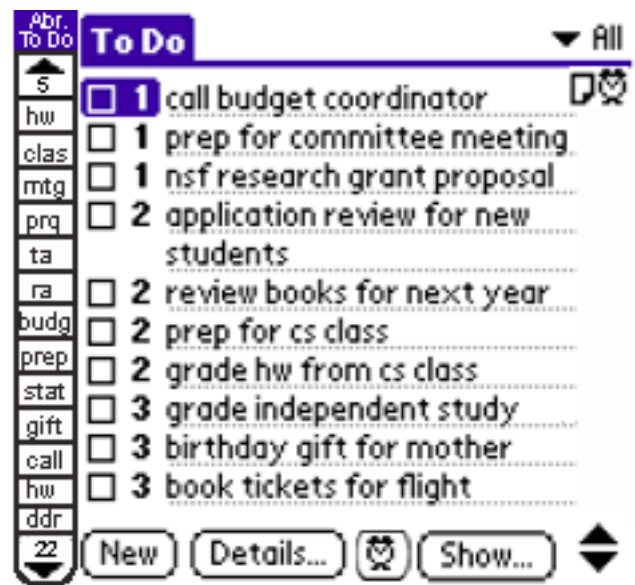 Abr.
To Do
5
hw
clas
mtg
prq
ta
ra
budg
prep
stat
gift
call
hw
ddr
22
To Do
All
1 call budget coordinator
1 prep for committee meeting
1 nsf research grant proposal
2 application review for new
students
2 review books for next year
2 prep for cs class
2 grade hw from cs class
3 grade independent study
3 birthday gift for mother
3 book tickets for flight
New Details... Show...